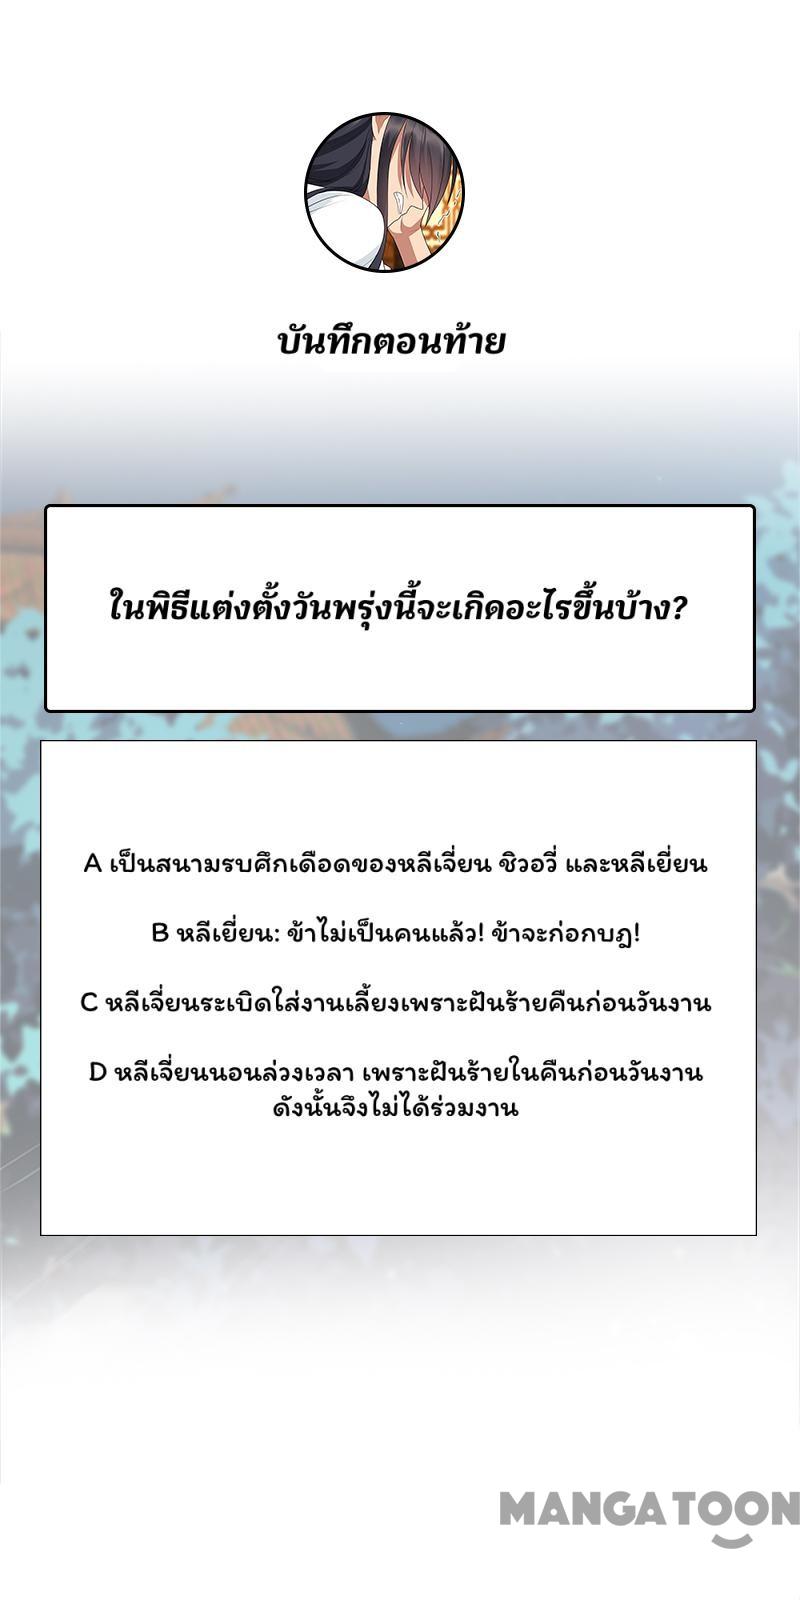 บันทึกตอนท้าย
ในพิธีแต่งตั้งวันพรุ่งนี้จะเกิดอะไรขึ้นบ้าง?
A เป็นสนามรบศึกเดือดของหลีเจี่ยน ชิวอวี่ และหลีเยี่ยน
B หลีเยี่ยน: ข้าไม่เป็นคนแล้ว! ข้าจะก่อกบฎ!
C หลีเจี่ยนระเบิดใส่งานเลี้ยงเพราะฝันร้ายคืนก่อนวันงาน
D หลีเจี่ยนนอนล่วงเวลา เพราะฝันร้ายในคืนก่อนวันงาน
ดังนั้นจึงไม่ได้ร่วมงาน
MANGATOON